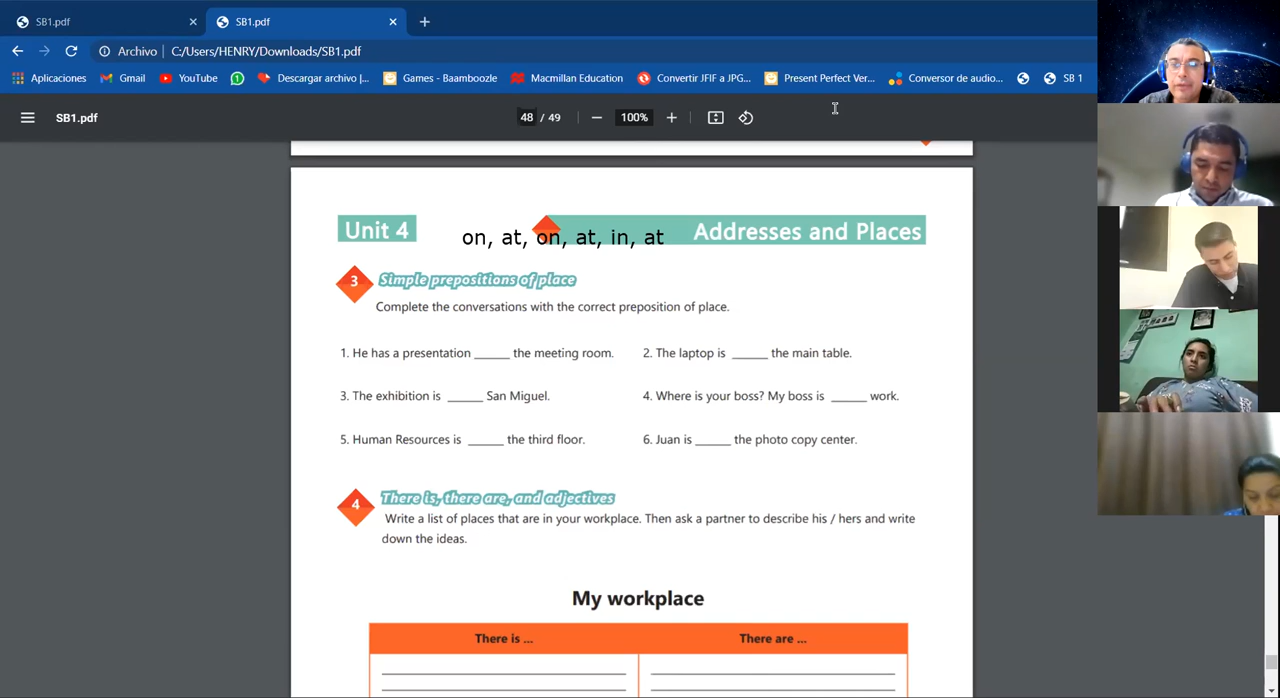 SB1.pdf
SB1.pdf
Archivo
C:/Users/HENRY/Downloads/SB1.pdf
Aplicaciones
Gmail
YouTube
Descargar archivo |...
Games - Baamboozle
Macmillan Education
Convertir JFIF a JPG...
Present Perfect Ver...
Conversor de audio...
SB 1
SB1.pdf
48 / 49
100%
Unit 4
on, at, on, at, in, at
Addresses and Places
3 Simple prepositions of place
Complete the conversations with the correct preposition of place.
1. He has a presentation _____ the meeting room.
2. The laptop is _____ the main table.
3. The exhibition is _____ San Miguel.
4. Where is your boss? My boss is _____ work.
5. Human Resources is _____ the third floor.
6. Juan is _____ the photo copy center.
4 There is, there are, and adjectives
Write a list of places that are in your workplace. Then ask a partner to describe his / hers and write
down the ideas.
My workplace
There is ...
There are ...